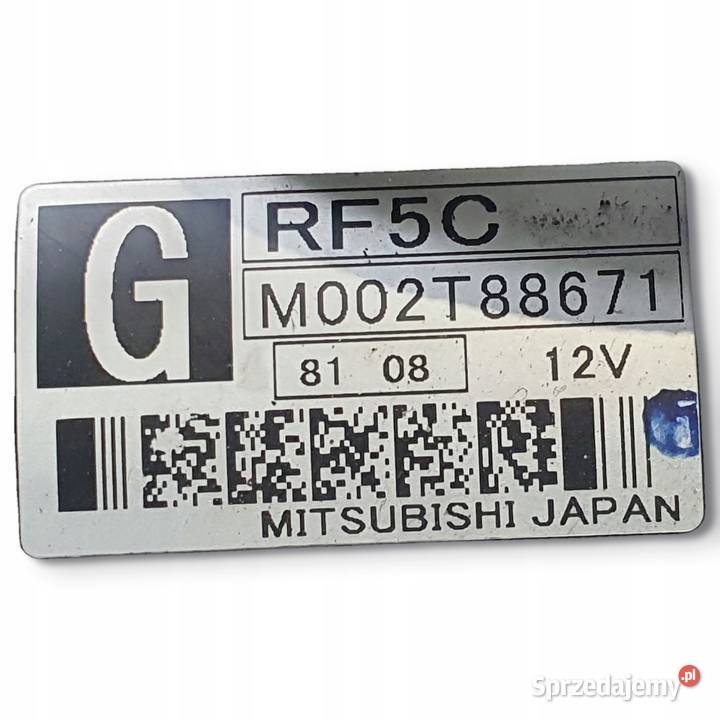 G
RF5C
M002T88671
81 08
12V
MITSUBISHI JAPAN
Sprzedajemy.pl